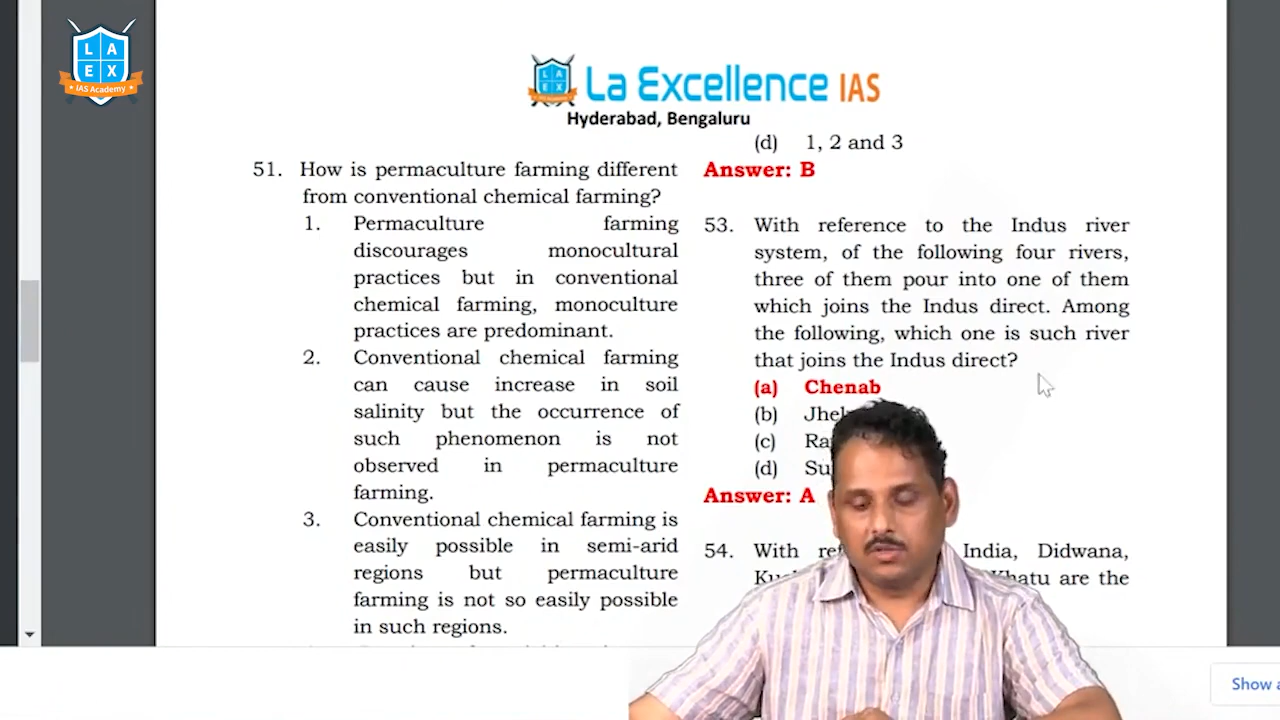 L A
E X
IAS Academy
L A
E X
La Excellence IAS
Hyderabad, Bengaluru
51. How is permaculture farming different
from conventional chemical farming?
1. Permaculture farming
discourages monocultural
practices but in conventional
chemical farming, monoculture
practices are predominant.
2. Conventional chemical farming
can cause increase in soil
salinity but the occurrence of
such phenomenon is not
observed in permaculture
farming.
3. Conventional chemical farming is
easily possible in semi-arid
regions but permaculture
farming is not so easily possible
in such regions.
(d) 1, 2 and 3
Answer: B
53. With reference to the Indus river
system, of the following four rivers,
three of them pour into one of them
which joins the Indus direct. Among
the following, which one is such river
that joins the Indus direct?
(a) Chenab
(b)
(c)
(d)
Answer: A
54. With India, Didwana,
Khatu are the
Show